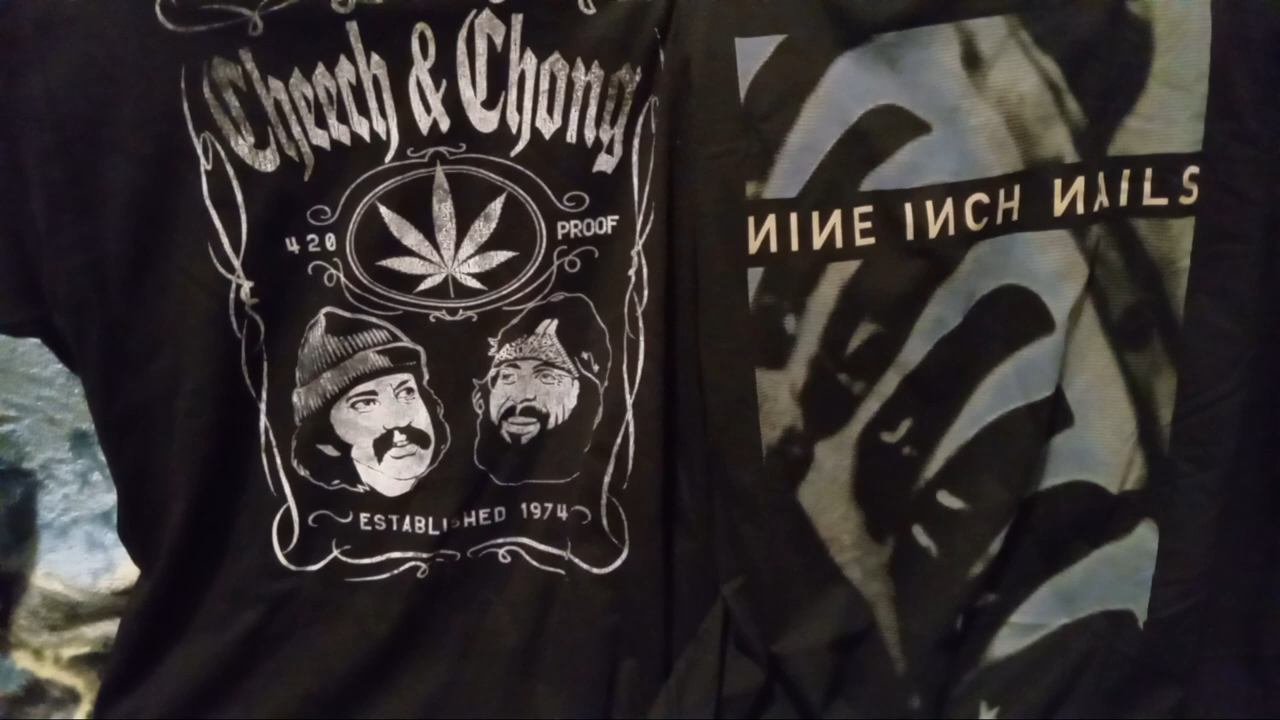 Cheech & Chong
420 PROOF
ESTABLISHED 1974
NINE INCH NAILS